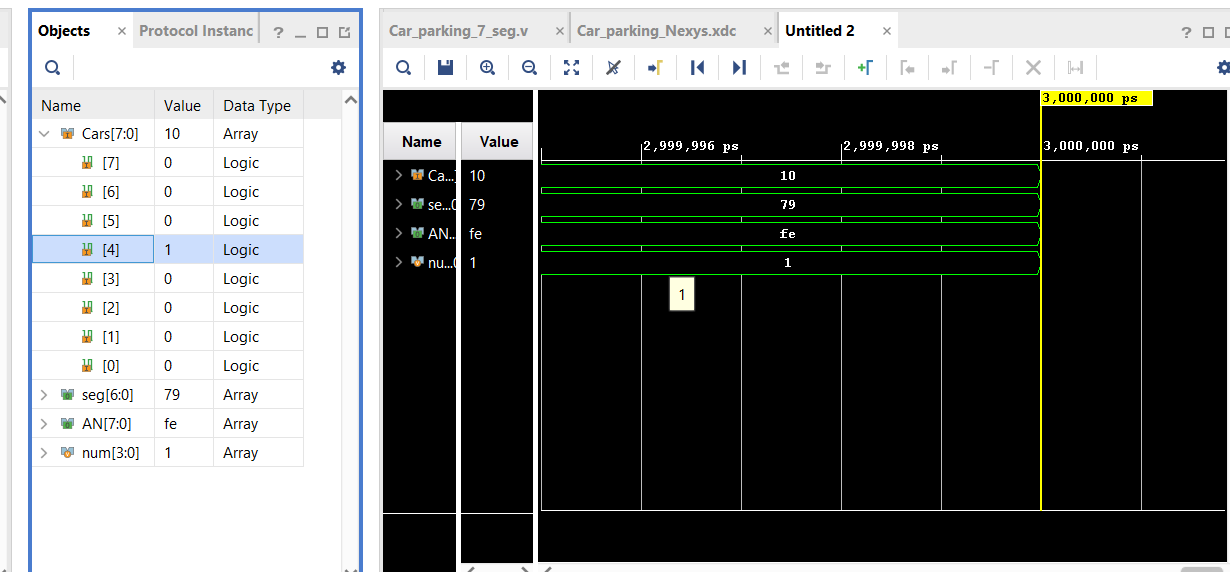 Objects × Protocol Instanc ?
Name Value Data Type
Cars[7:0] 10 Array
[7] 0 Logic
[6] 0 Logic
[5] 0 Logic
[4] 1 Logic
[3] 0 Logic
[2] 0 Logic
[1] 0 Logic
[0] 0 Logic
seg[6:0] 79 Array
AN[7:0] fe Array
num[3:0] 1 Array
Car_parking_7_seg.v × Car_parking_Nexys.xdc × Untitled 2 × ?
3,000,000 ps
Name Value
2,999,996 ps 2,999,998 ps 3,000,000 ps
Ca... 10 10
se...0 79 79
AN... fe fe
nu...0 1 1
1